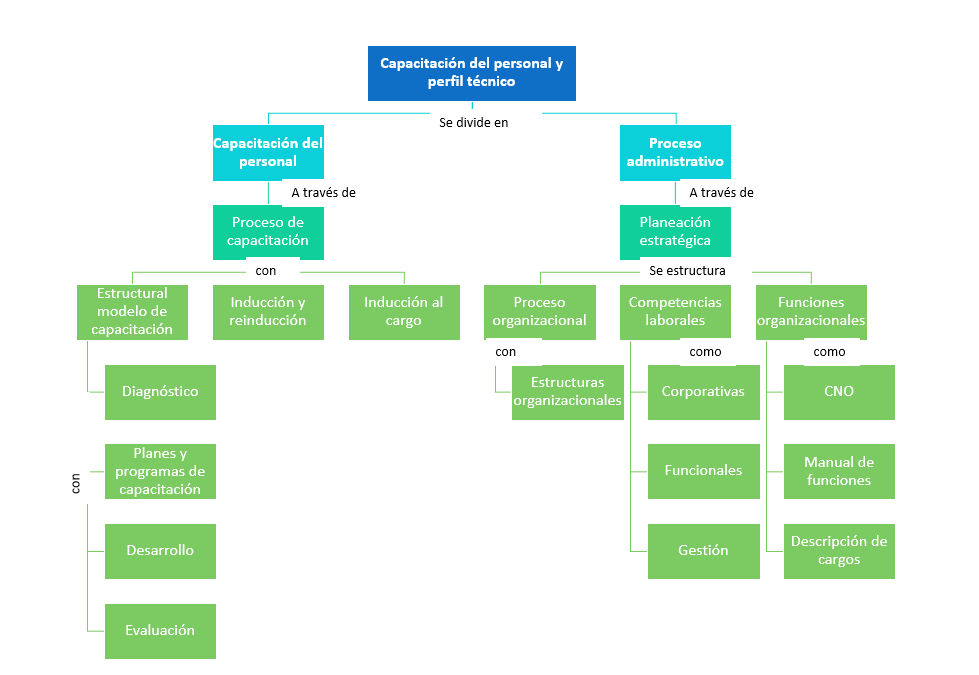 Capacitación del personal y
perfil técnico
Se divide en
Capacitación del
personal
Proceso
administrativo
A través de
A través de
Proceso de
capacitación
Planeación
estratégica
con
Se estructura
Estructural
modelo de
capacitación
Inducción y
reinducción
Inducción al
cargo
Proceso
organizacional
Competencias
laborales
Funciones
organizacionales
con
como
como
Diagnóstico
Estructuras
organizacionales
Corporativas
CNO
con
Planes y
programas de
capacitación
Funcionales
Manual de
funciones
Desarrollo
Gestión
Descripción de
cargos
Evaluación